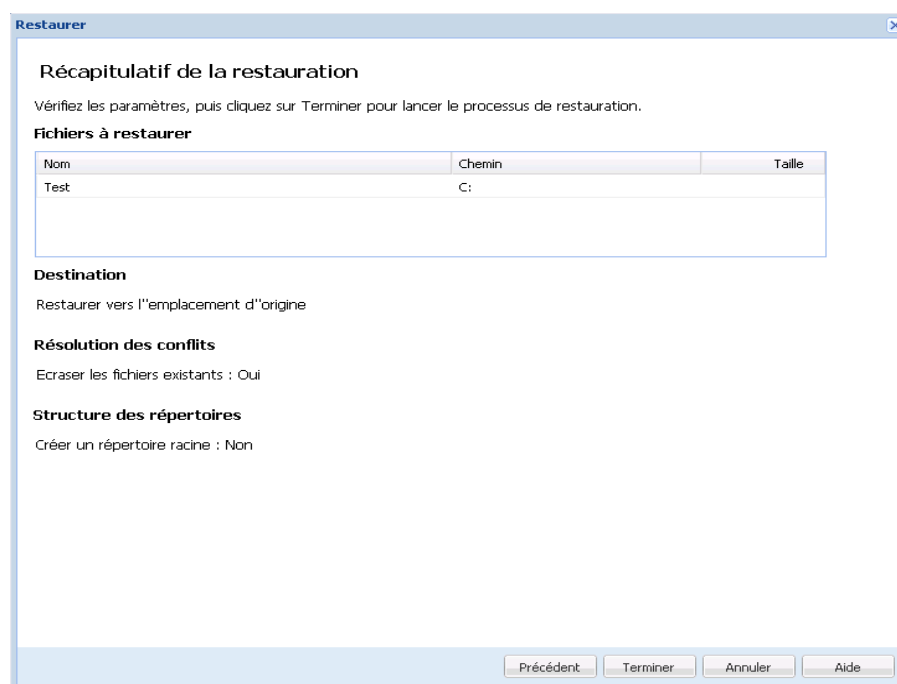 Restaurer
Récapitulatif de la restauration
Vérifiez les paramètres, puis cliquez sur Terminer pour lancer le processus de restauration.
Fichiers à restaurer
Nom Chemin Taille
Test C:
Destination
Restaurer vers l''emplacement d''origine
Résolution des conflits
Ecraser les fichiers existants : Oui
Structure des répertoires
Créer un répertoire racine : Non
Précédent Terminer Annuler Aide